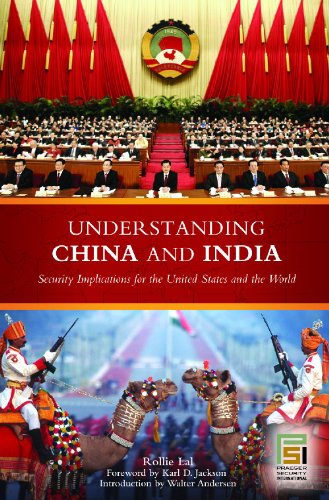 UNDERSTANDING
CHINA AND INDIA
Security Implications for the United States and the World
Rollie Lal
Foreword by Karl D. Jackson
Introduction by Walter Andersen
PSI
PRAEGER
SECURITY
INTERNATIONAL